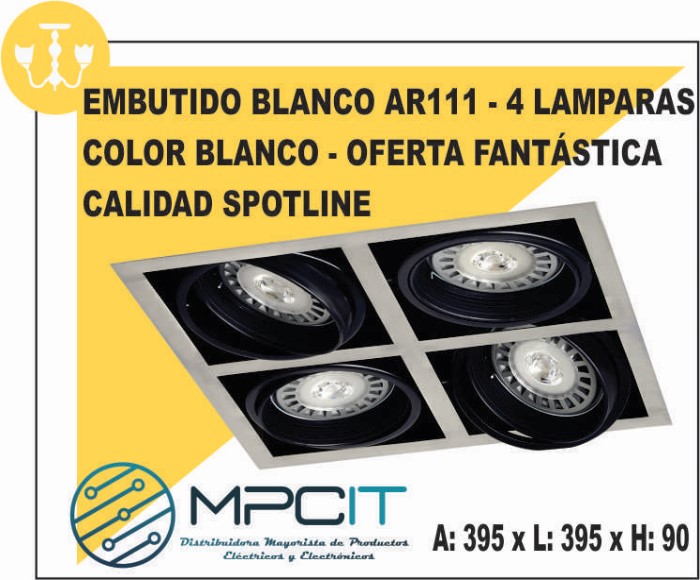 EMBUTIDO BLANCO AR111 - 4 LAMPARAS
COLOR BLANCO - OFERTA FANTÁSTICA
CALIDAD SPOTLINE
MPCIT
Distribuidora Mayorista de Productos
Eléctricos y Electrónicos
A: 395 x L: 395 x H: 90